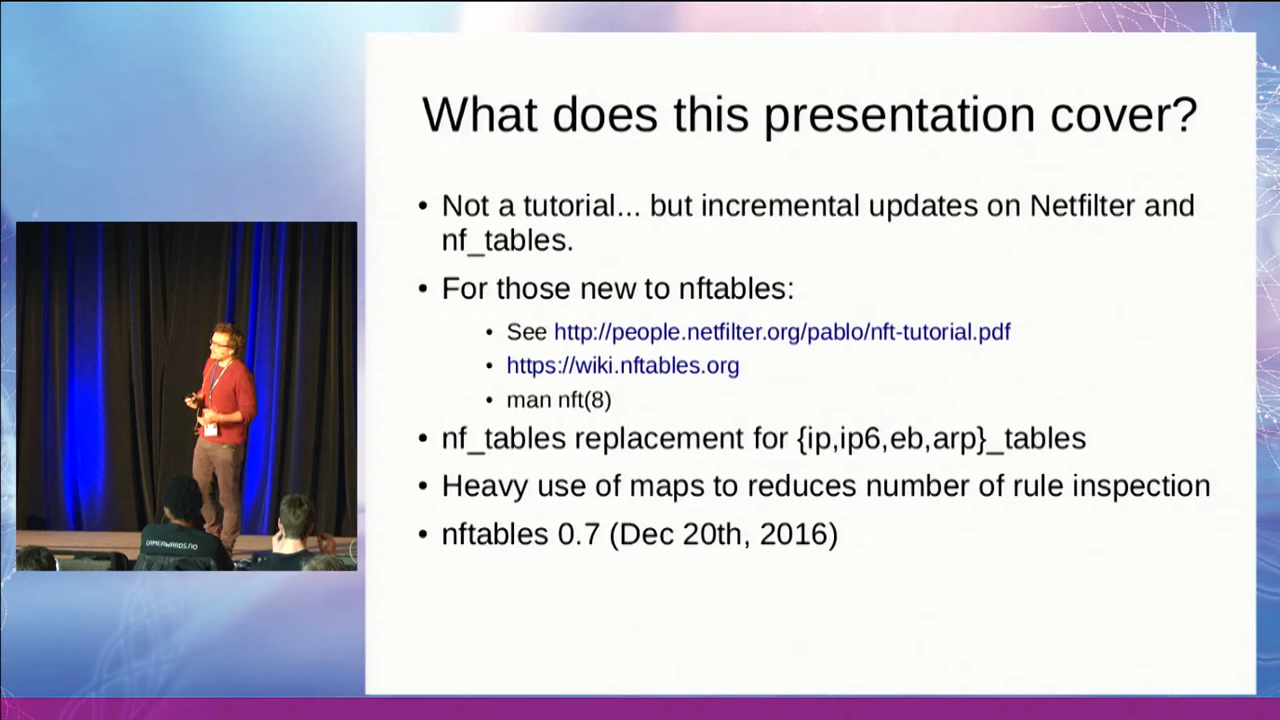 What does this presentation cover?
• Not a tutorial... but incremental updates on Netfilter and
nf_tables.
• For those new to nftables:
• See http://people.netfilter.org/pablo/nft-tutorial.pdf
• https://wiki.nftables.org
• man nft(8)
• nf_tables replacement for {ip,ip6,eb,arp}_tables
• Heavy use of maps to reduces number of rule inspection
• nftables 0.7 (Dec 20th, 2016)
GAMEAWARDS.NO